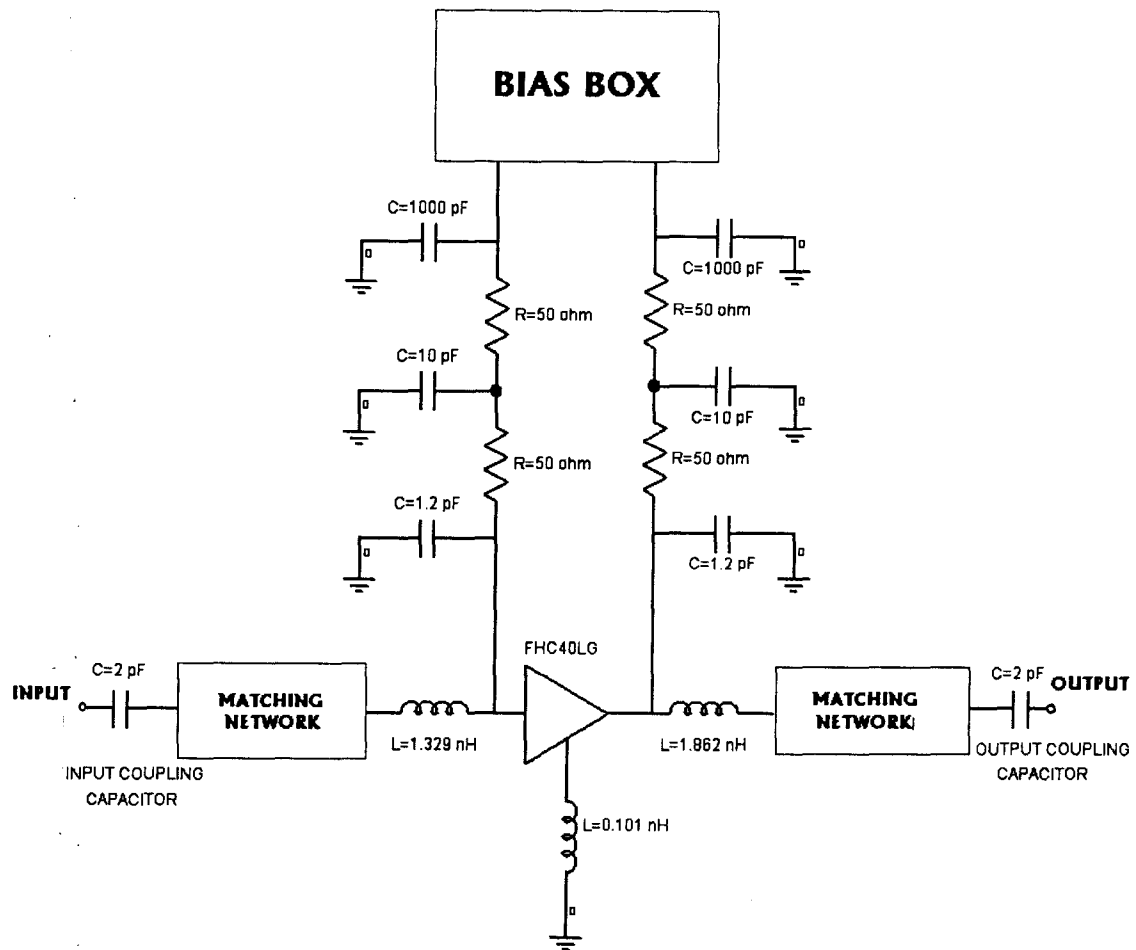 BIAS BOX
C=1000 pF
C=1000 pF
R=50 ohm
R=50 ohm
C=10 pF
C=10 pF
R=50 ohm
R=50 ohm
C=1.2 pF
C=1.2 pF
FHC40LG
C=2 pF
C=2 pF
INPUT
OUTPUT
MATCHING
NETWORK
MATCHING
NETWORK
L=1.329 nH
L=1.862 nH
INPUT COUPLING
CAPACITOR
OUTPUT COUPLING
CAPACITOR
L=0.101 nH